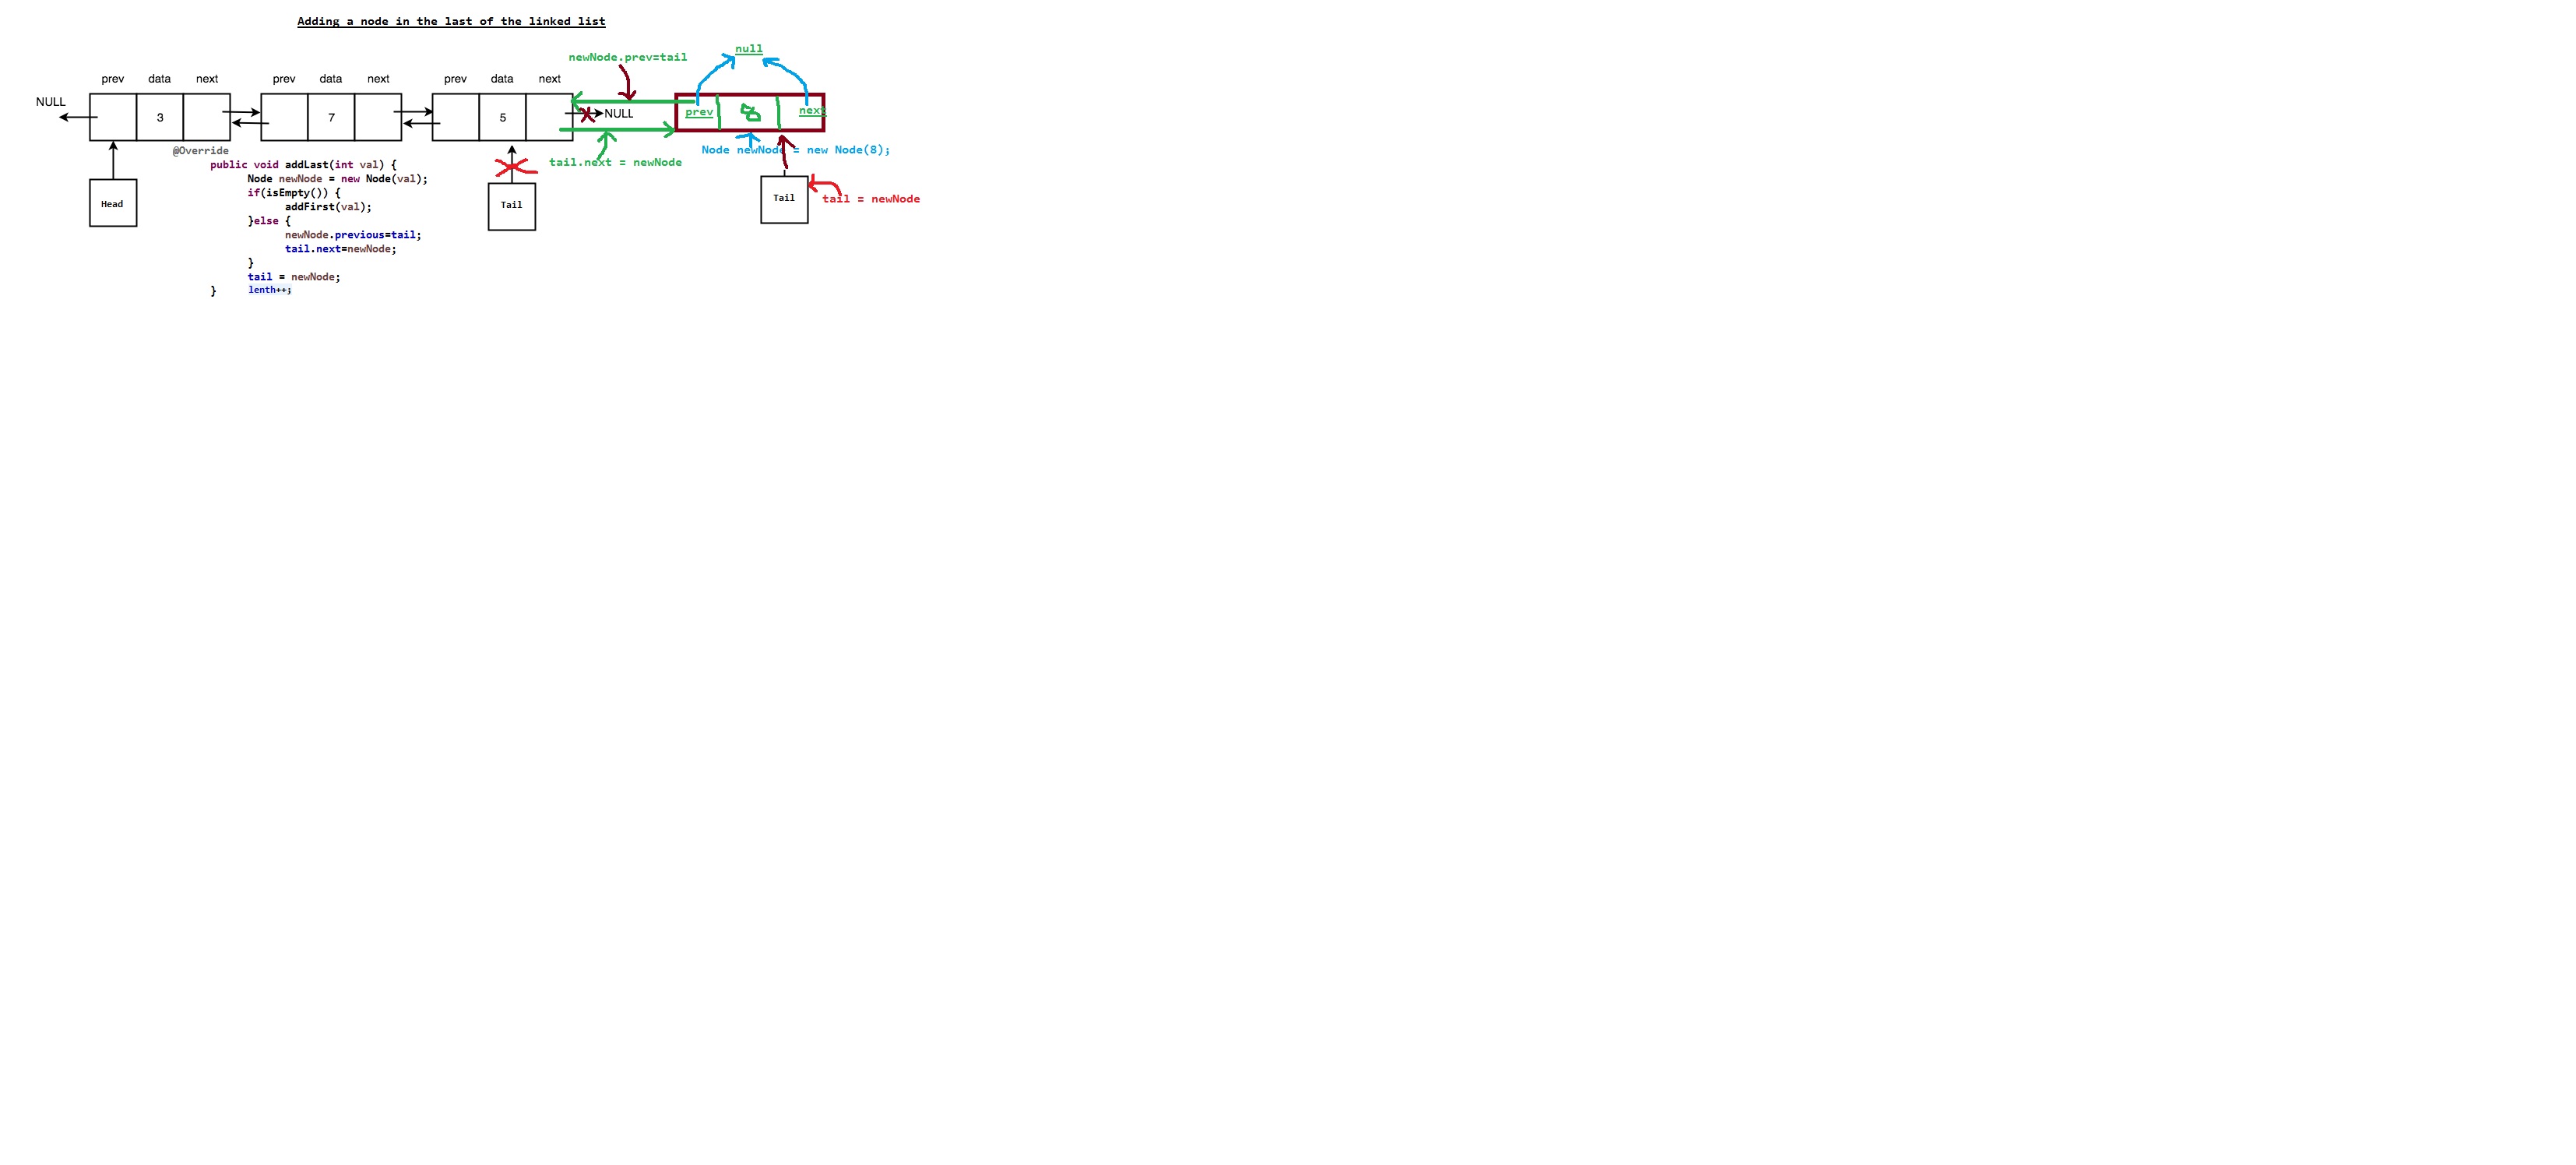 Adding a node in the last of the linked list
null
newNode.prev=tail
prev data next prev data next prev data next
NULL
3 7 5 NULL prev 8 next
Node newNode = new Node(8);
tail.next = newNode
@Override
public void addLast(int val) {
Node newNode = new Node(val);
if(isEmpty()) {
addFirst(val);
}else {
newNode.previous=tail;
tail.next=newNode;
}
tail = newNode;
} lenth++;
Head
Tail
Tail
tail = newNode